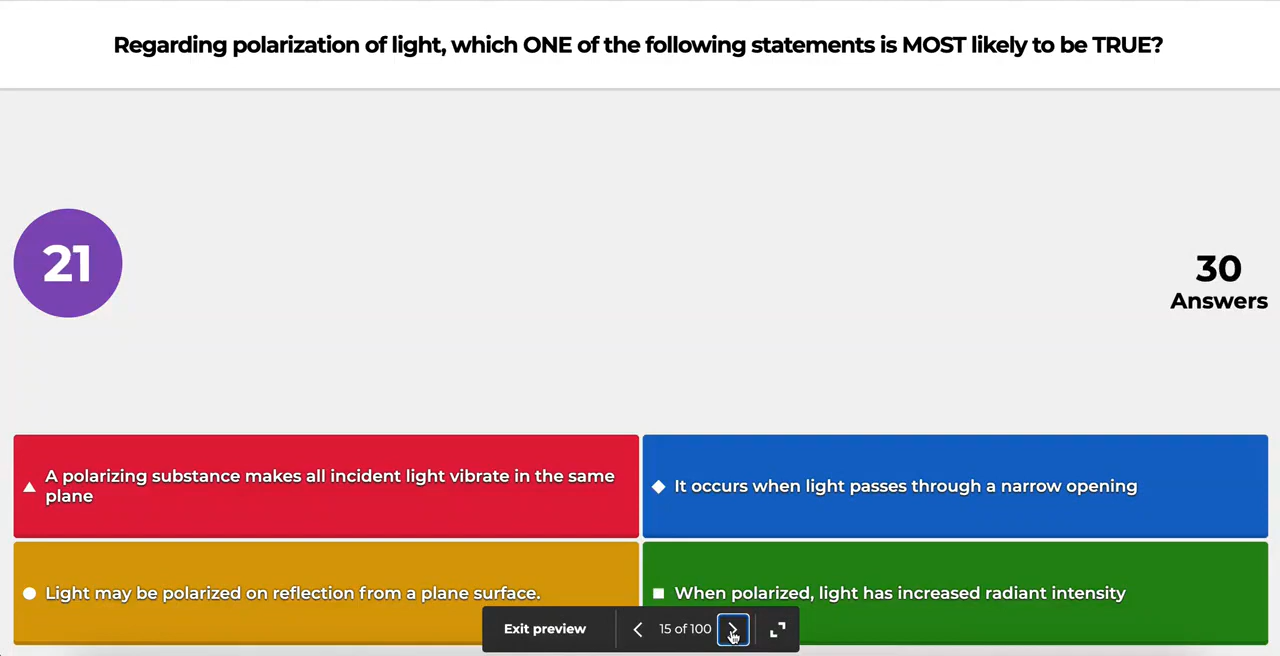 Regarding polarization of light, which ONE of the following statements is MOST likely to be TRUE?
21
30
Answers
A polarizing substance makes all incident light vibrate in the same
plane
It occurs when light passes through a narrow opening
Light may be polarized on reflection from a plane surface.
When polarized, light has increased radiant intensity
Exit preview
15 of 100